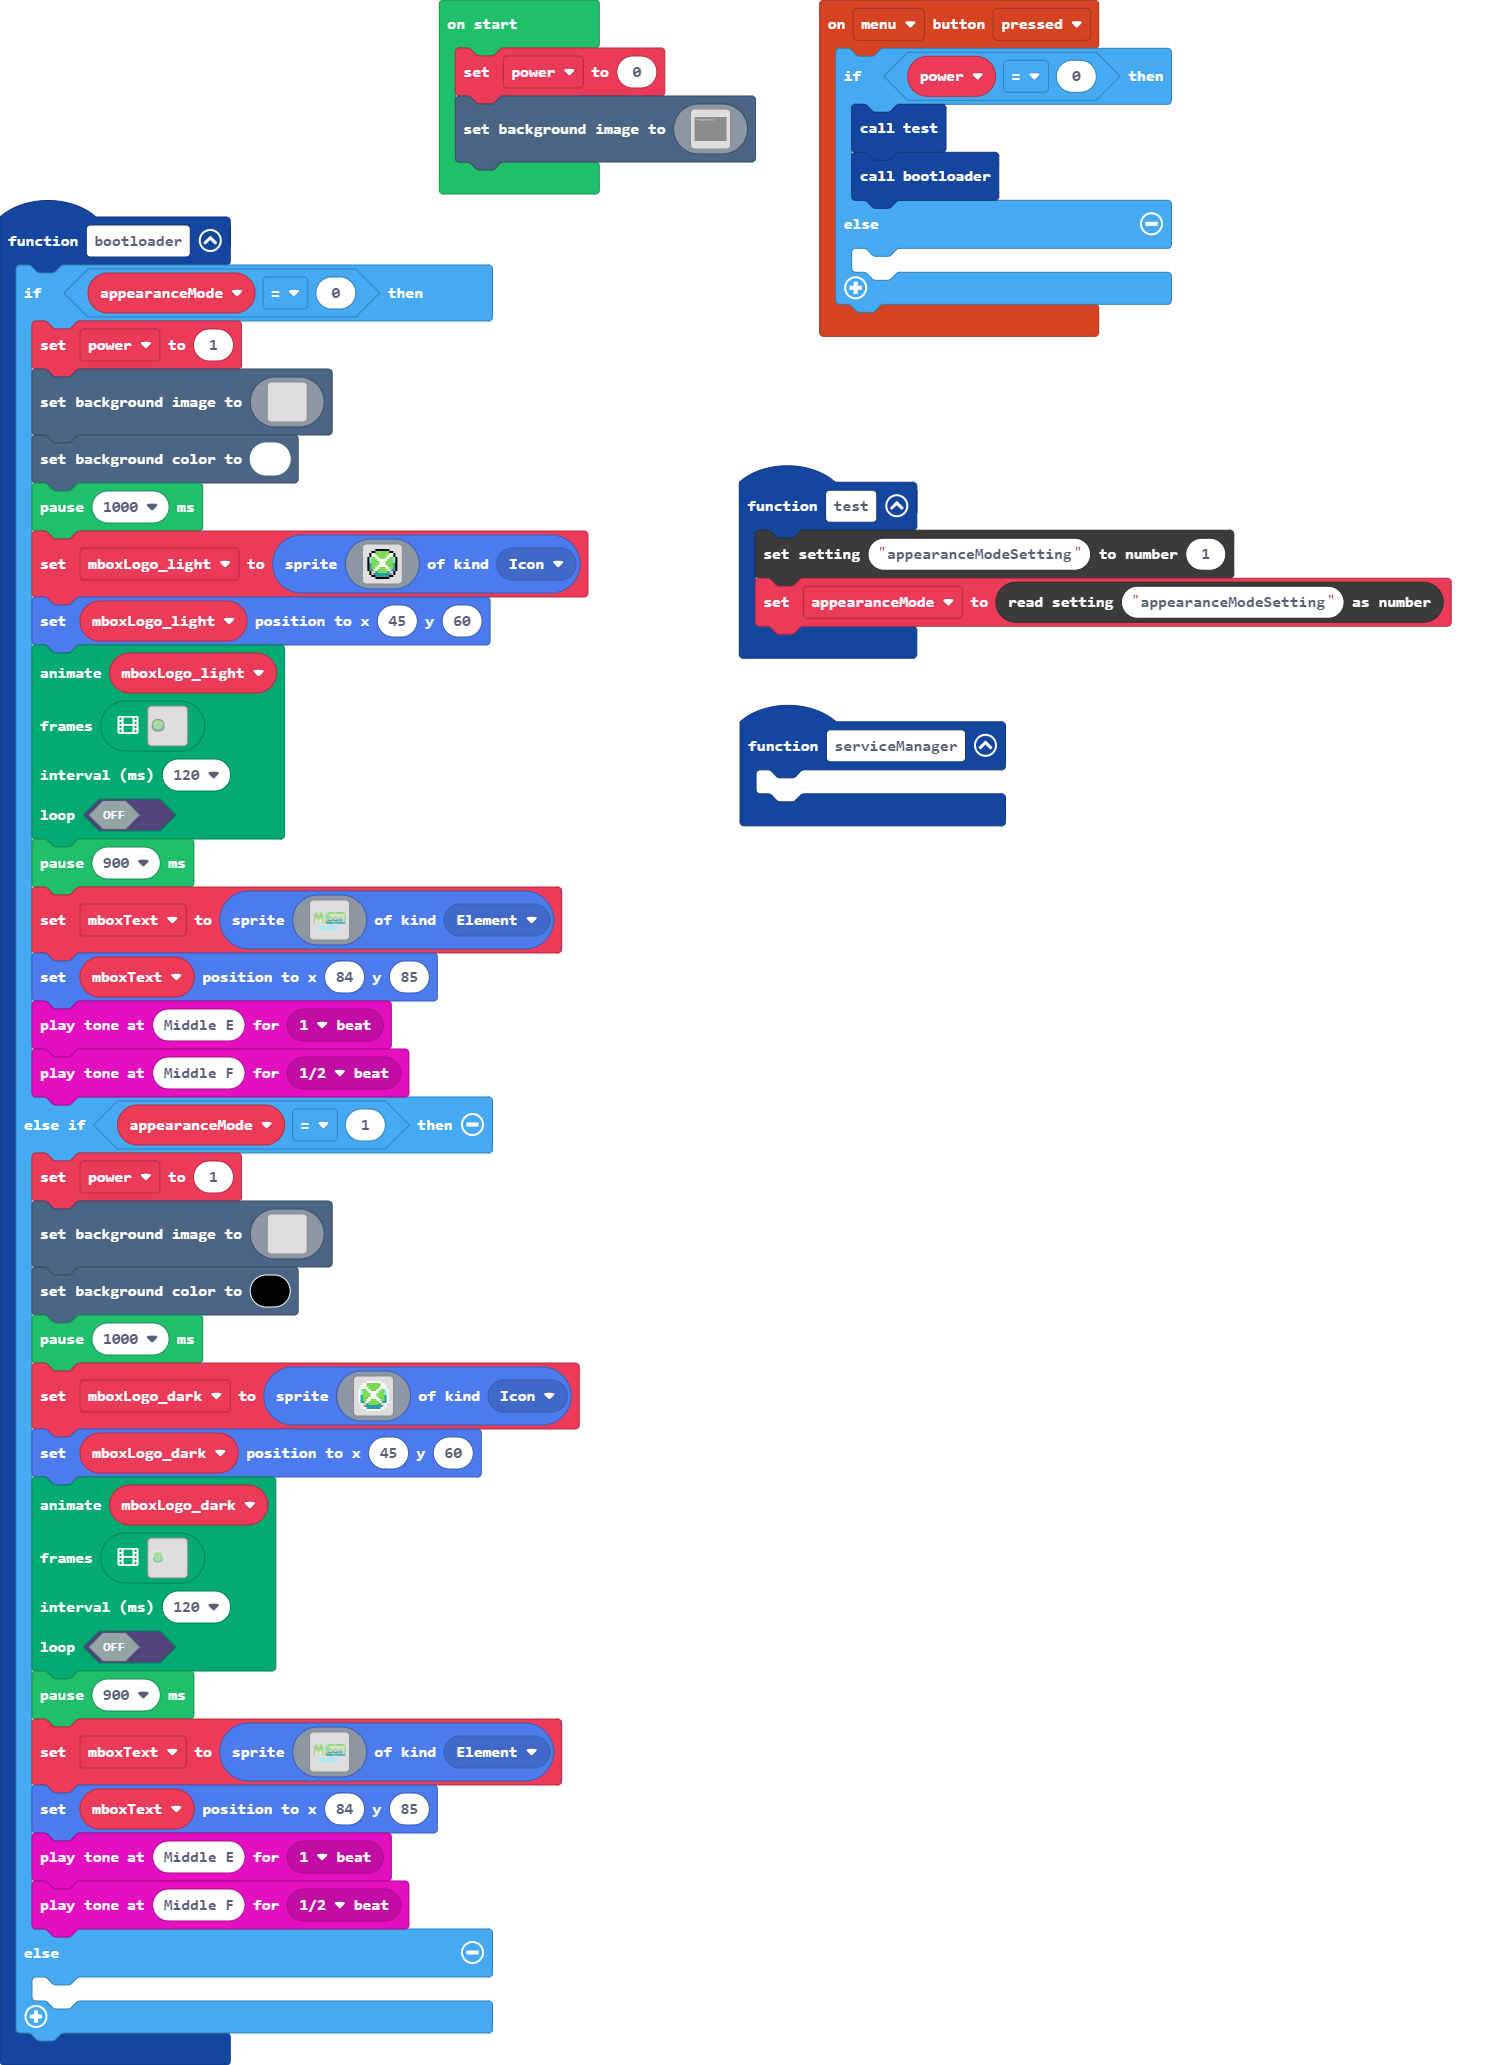 on start
set power to 0
set background image to
on menu button pressed
if power = 0 then
call test
call bootloader
else
function bootloader
if appearanceMode = 0 then
set power to 1
set background image to
set background color to
pause 1000 ms
set mboxLogo_light to sprite of kind Icon
set mboxLogo_light position to x 45 y 60
animate mboxLogo_light
frames
interval (ms) 120
loop OFF
pause 900 ms
set mboxText to sprite of kind Element
set mboxText position to x 84 y 85
play tone at Middle E for 1 beat
play tone at Middle F for 1/2 beat
else if appearanceMode = 1 then
set power to 1
set background image to
set background color to
pause 1000 ms
set mboxLogo_dark to sprite of kind Icon
set mboxLogo_dark position to x 45 y 60
animate mboxLogo_dark
frames
interval (ms) 120
loop OFF
pause 900 ms
set mboxText to sprite of kind Element
set mboxText position to x 84 y 85
play tone at Middle E for 1 beat
play tone at Middle F for 1/2 beat
else
function test
set setting "appearanceModeSetting" to number 1
set appearanceMode to read setting "appearanceModeSetting" as number
function serviceManager